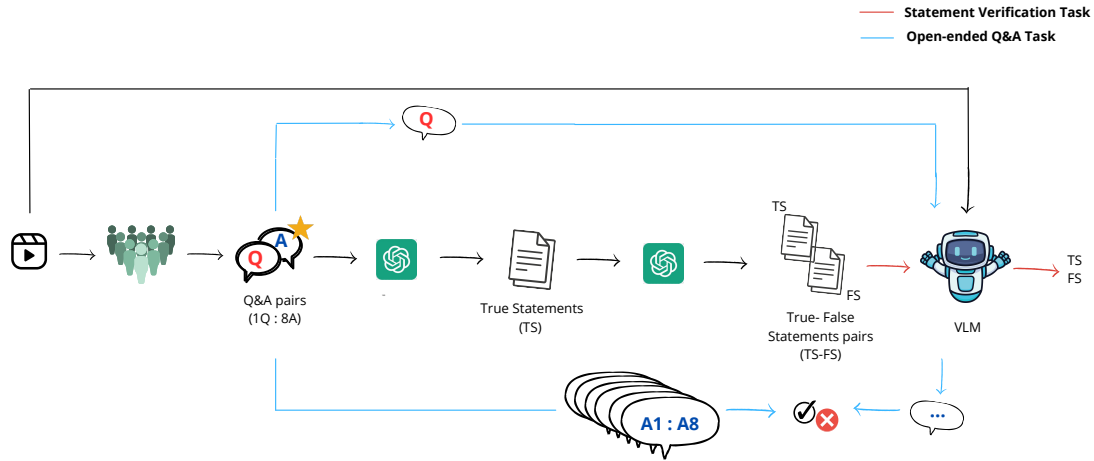 Statement Verification Task
Open-ended Q&A Task
Q
TS
A
Q
FS
TS
FS
Q&A pairs
(1Q : 8A)
True Statements
(TS)
True- False
Statements pairs
(TS-FS)
VLM
A1 : A8
...